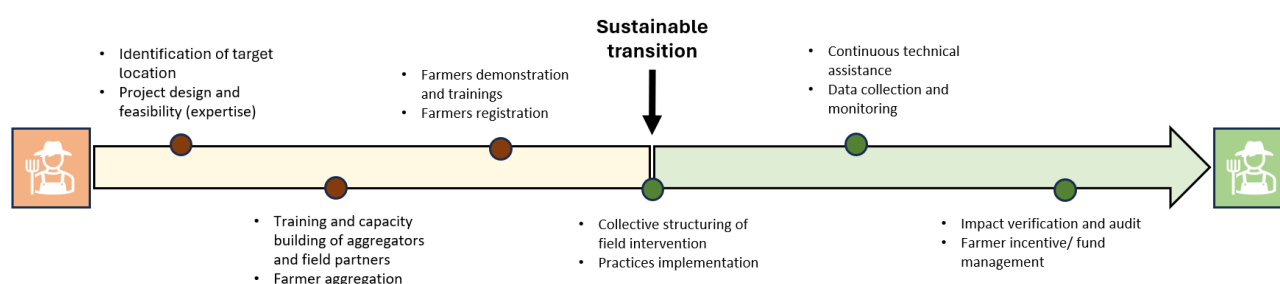 Sustainable
transition
• Identification of target
location
• Project design and
feasibility (expertise)
• Farmers demonstration
and trainings
• Farmers registration
• Continuous technical
assistance
• Data collection and
monitoring
• Training and capacity
building of aggregators
and field partners
• Farmer aggregation
• Collective structuring of
field intervention
• Practices implementation
• Impact verification and audit
• Farmer incentive/ fund
management